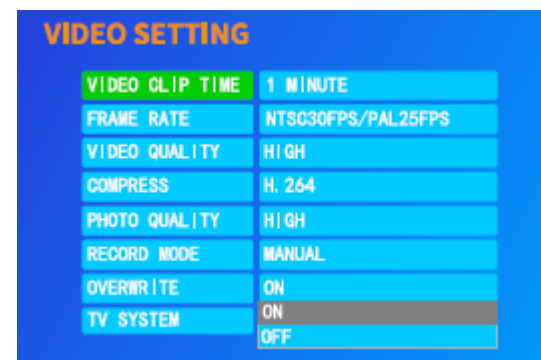 VIDEO SETTING
VIDEO CLIP TIME 1 MINUTE
FRAME RATE NTSC30FPS/PAL25FPS
VIDEO QUALITY HIGH
COMPRESS H.264
PHOTO QUALITY HIGH
RECORD MODE MANUAL
OVERWRITE ON
TV SYSTEM ON
OFF